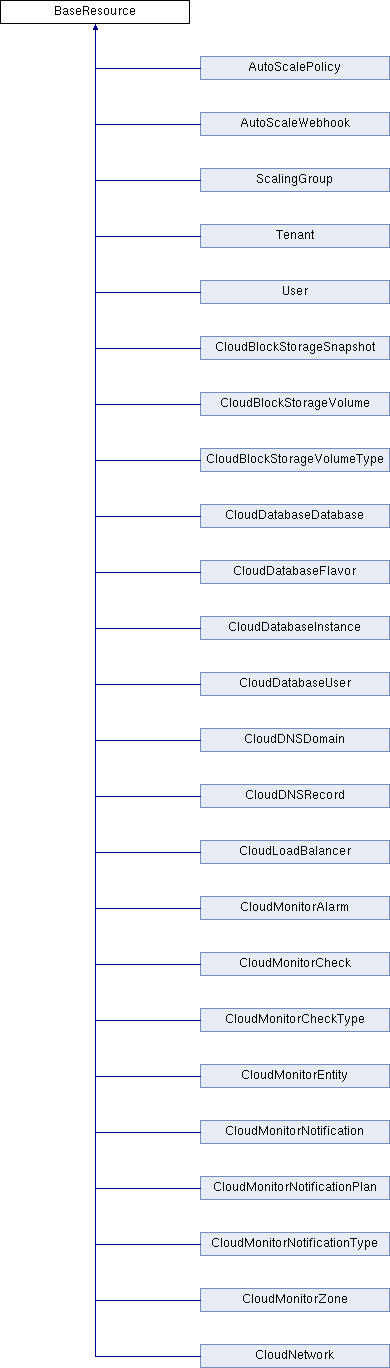 BaseResource
AutoScalePolicy
AutoScaleWebhook
ScalingGroup
Tenant
User
CloudBlockStorageSnapshot
CloudBlockStorageVolume
CloudBlockStorageVolumeType
CloudDatabaseDatabase
CloudDatabaseFlavor
CloudDatabaseInstance
CloudDatabaseUser
CloudDNSDomain
CloudDNSRecord
CloudLoadBalancer
CloudMonitorAlarm
CloudMonitorCheck
CloudMonitorCheckType
CloudMonitorEntity
CloudMonitorNotification
CloudMonitorNotificationPlan
CloudMonitorNotificationType
CloudMonitorZone
CloudNetwork